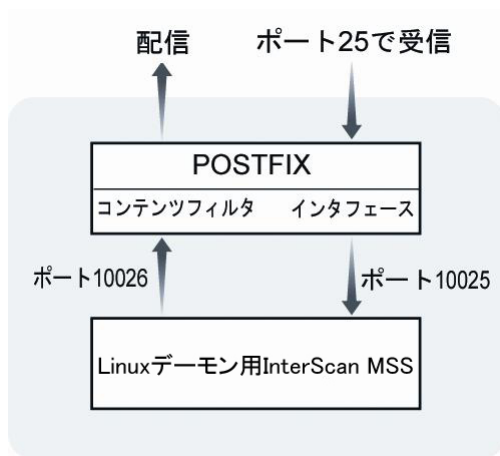 配信
ポート25で受信
POSTFIX
コンテンツフィルタ　インタフェース
ポート10026
ポート10025
Linuxデーモン用InterScan MSS